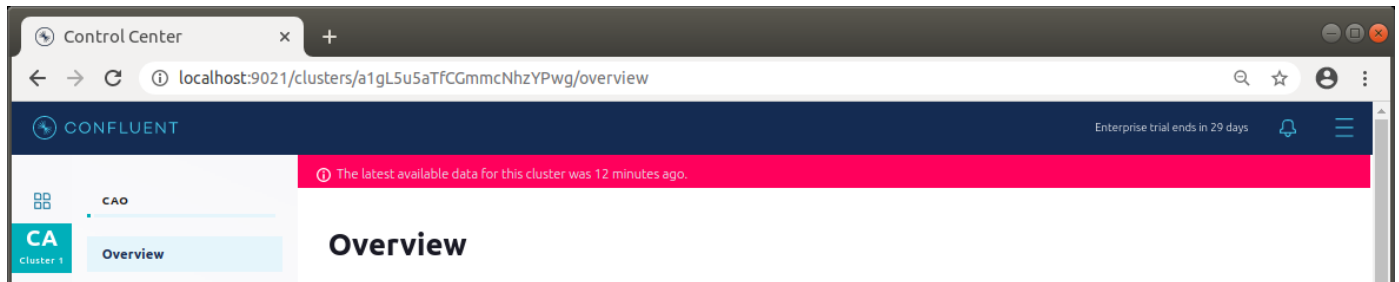 Control Center
localhost:9021/clusters/a1gL5u5aTfCGmmcNhzYPwg/overview
CONFLUENT
Enterprise trial ends in 29 days
The latest available data for this cluster was 12 minutes ago.
CAO
CA
Cluster 1
Overview
Overview